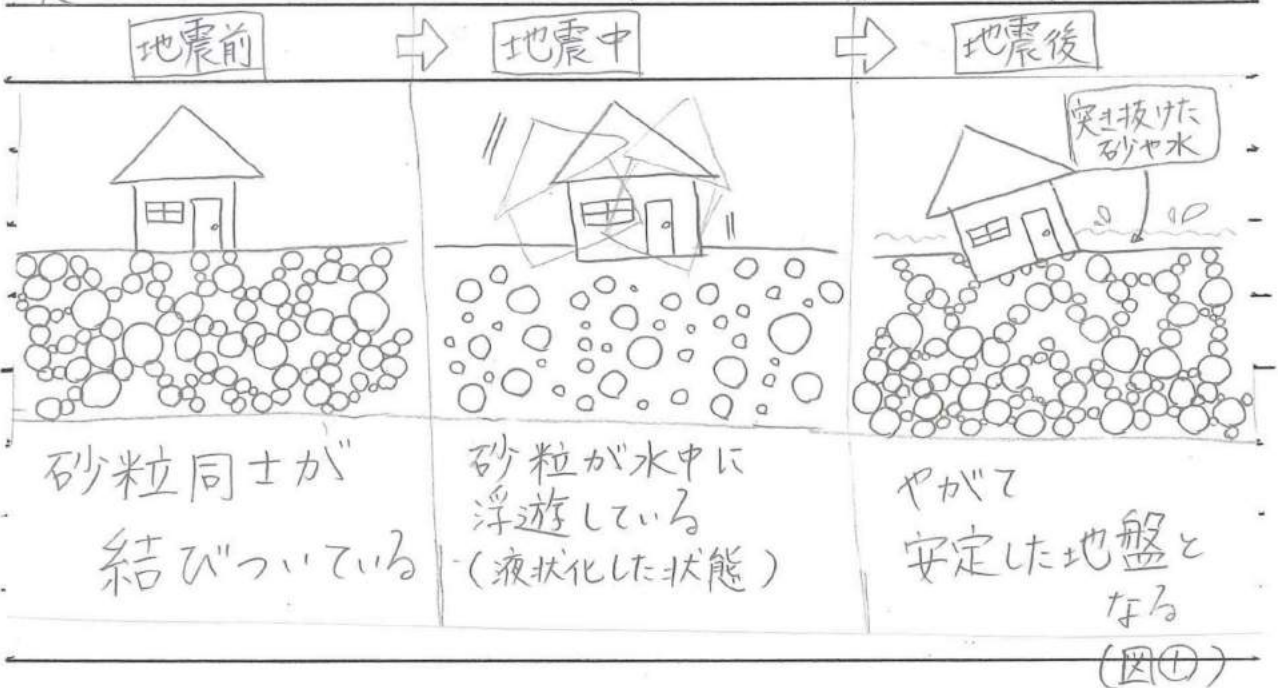 地震前
地震中
地震後
突き抜けた
砂や水
砂粒同士が
結びついている
砂粒が水中に
浮遊している
(液状化した状態)
やがて
安定した地盤と
なる
(図①)